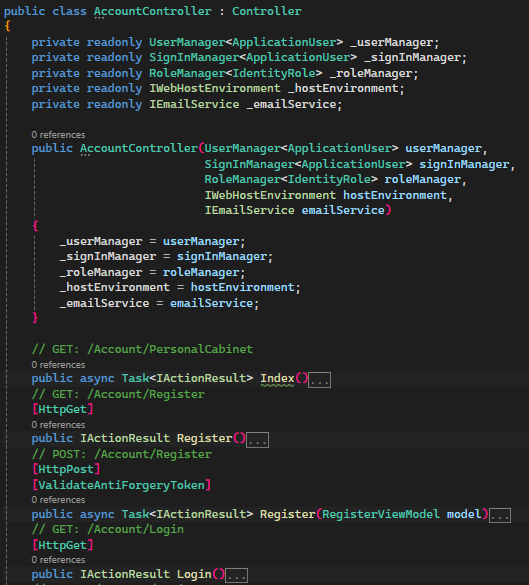 public class AccountController : Controller
{
private readonly UserManager<ApplicationUser> _userManager;
private readonly SignInManager<ApplicationUser> _signInManager;
private readonly RoleManager<IdentityRole> _roleManager;
private readonly IWebHostEnvironment _hostEnvironment;
private readonly IEmailService _emailService;
0 references
public AccountController(UserManager<ApplicationUser> userManager,
SignInManager<ApplicationUser> signInManager,
RoleManager<IdentityRole> roleManager,
IWebHostEnvironment hostEnvironment,
IEmailService emailService)
{
_userManager = userManager;
_signInManager = signInManager;
_roleManager = roleManager;
_hostEnvironment = hostEnvironment;
_emailService = emailService;
}
// GET: /Account/PersonalCabinet
0 references
public async Task<IActionResult> Index()...
// GET: /Account/Register
[HttpGet]
0 references
public IActionResult Register()...
// POST: /Account/Register
[HttpPost]
[ValidateAntiForgeryToken]
0 references
public async Task<IActionResult> Register(RegisterViewModel model)...
// GET: /Account/Login
[HttpGet]
0 references
public IActionResult Login()...